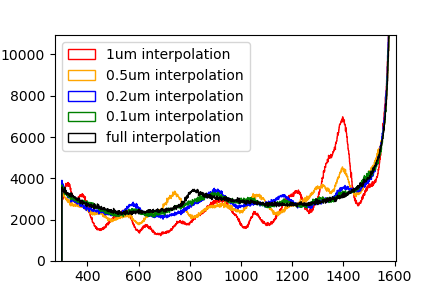 10000
8000
6000
4000
2000
0
1um interpolation
0.5um interpolation
0.2um interpolation
0.1um interpolation
full interpolation
400 600 800 1000 1200 1400 1600